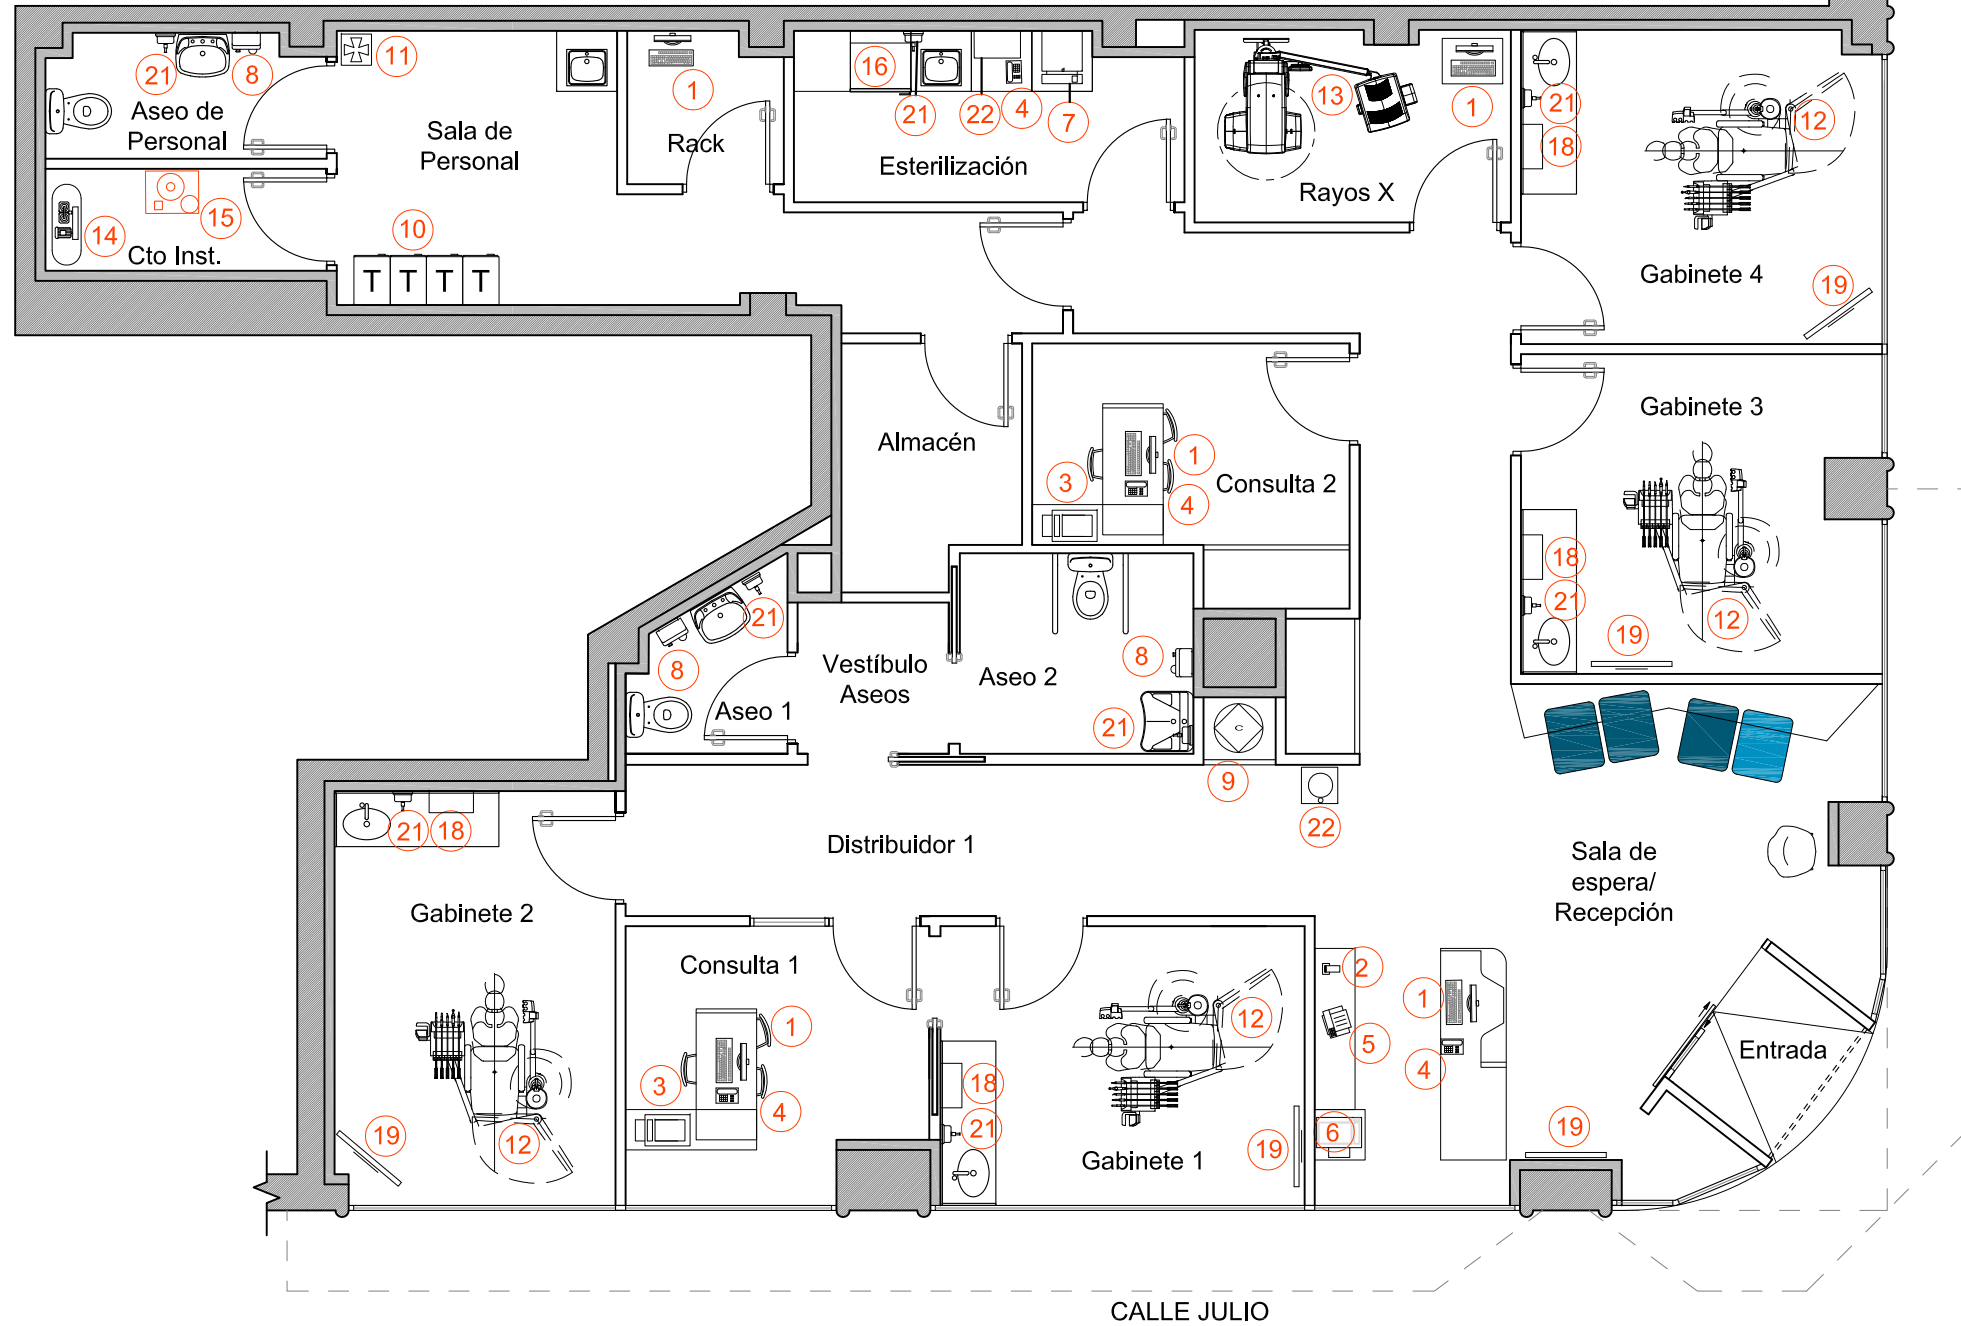 11
21
8
16
13
1
1
21
22
4
7
21
12
18
Aseo de
Personal
Sala de
Personal
Rack
Esterilización
Rayos X
15
14
10
Cto Inst.
T T T T
Gabinete 4
19
Gabinete 3
Almacén
1
3
4
Consulta 2
18
21
12
19
21
8
Vestíbulo
Aseos
8
Aseo 2
Aseo 1
21
C
9
22
21
18
Distribuidor 1
Sala de
espera/
Recepción
Gabinete 2
Consulta 1
2
1
12
1
5
4
Entrada
3
4
18
21
6
19
12
19
19
Gabinete 1
CALLE JULIO